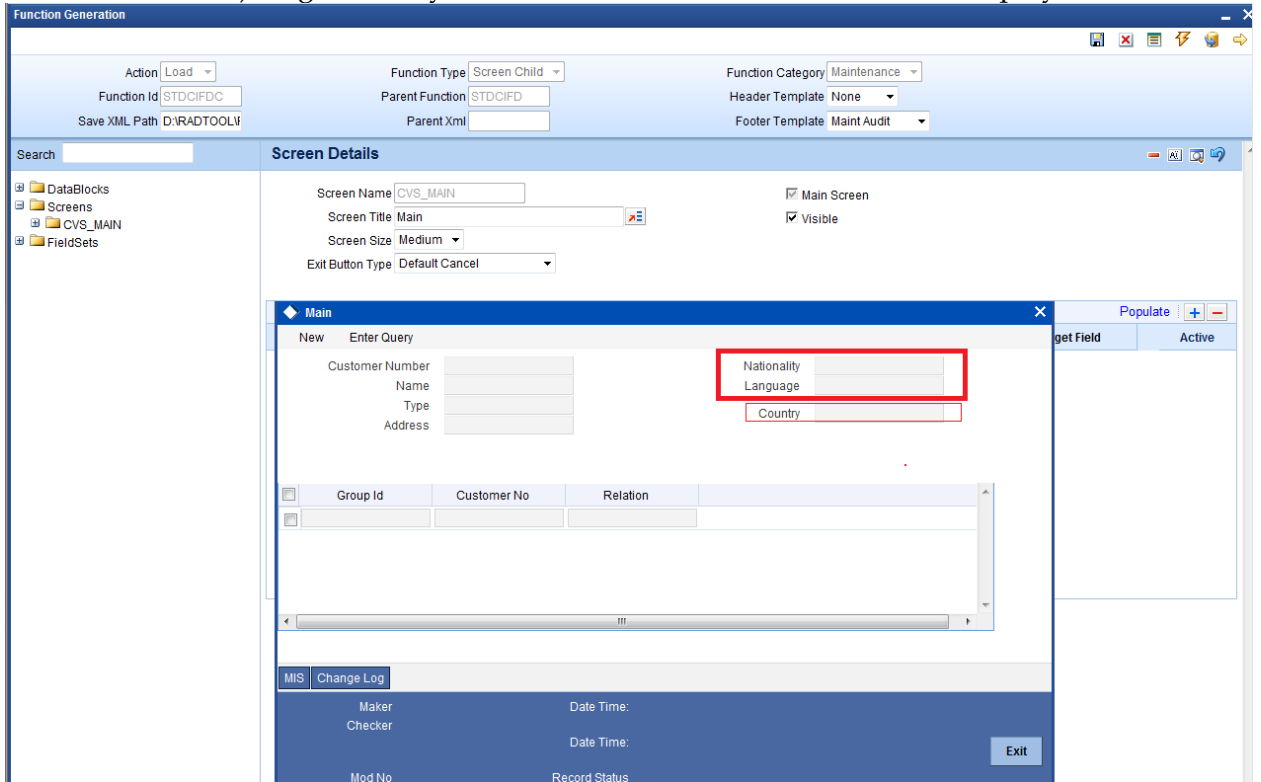 Function Generation
Action Load Function Type Screen Child Function Category Maintenance
Function Id STDCIFDC Parent Function STDCIFD Header Template None
Save XML Path D:\RADTOOL\ Parent Xml Footer Template Maint Audit
Search Screen Details
DataBlocks
Screens
CVS_MAIN
FieldSets
Screen Name CVS_MAIN Main Screen
Screen Title Main Visible
Screen Size Medium
Exit Button Type Default Cancel
Main Populate
New Enter Query get Field Active
Customer Number Nationality
Name Language
Type Country
Address
Group Id Customer No Relation
MIS Change Log
Maker Date Time:
Checker
Date Time:
Exit
Mod No Record Status